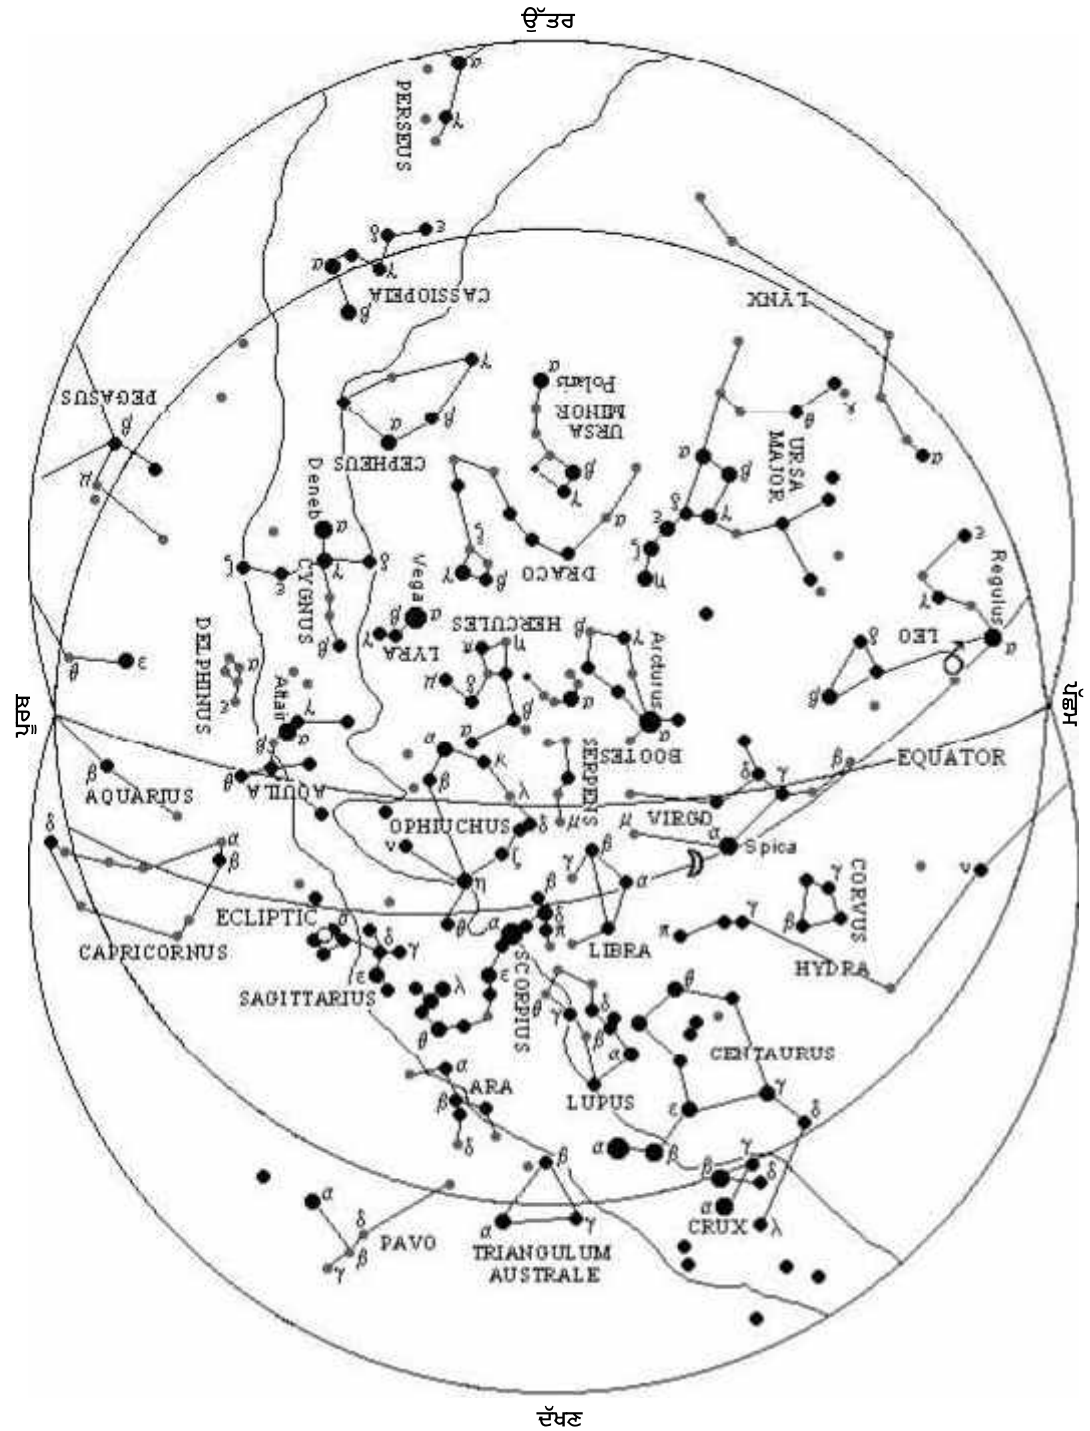 ਉੱਤਰ
α
PERSEUS
γ
δ
ε
α
γ
CASSIOPEIA
β
LYNX
γ
α
Polaris
URSA
MINOR
β
γ
PEGASUS
β
μ
α
β
CEPHEUS
θ
URSA
MAJOR
α
β
δ
γ
ε
ζ
η
α
Deneb
α
ζ
ε
γ
δ
CYGNUS
β
ζ
γ
β
α
DRACO
ε
Regulus
γ
LEO
α
δ
β
Vega
α
β
LYRA
HERCULES
π
η
μ
δ
β
α
β
γ
Arcturus
α
BOOTES
α
DELPHINUS
α
ε
Altair
γ
α
β
θ
AQUILA
θ
ε
ਪੱਛਮ
β
AQUARIUS
α
κ
β
λ
OPHIUCHUS
δ
ν
ζ
η
θ
SERPENS
μ
μ
VIRGO
δ
γ
β
EQUATOR
α
Spica
δ
α
β
CAPRICORNUS
ECLIPTIC
σ
δ
γ
ε
SAGITTARIUS
λ
β
δ
π
α
ε
θ
SCORPIUS
γ
β
α
LIBRA
γ
β
CORVUS
ν
π
γ
HYDRA
θ
δ
γ
β
α
LUPUS
θ
CENTAURUS
γ
ε
δ
α
β
α
ARA
β
δ
β
α
γ
TRIANGULUM
AUSTRALE
γ
β
δ
α
CRUX
λ
α
δ
β
γ
PAVO
ਦੱਖਣ